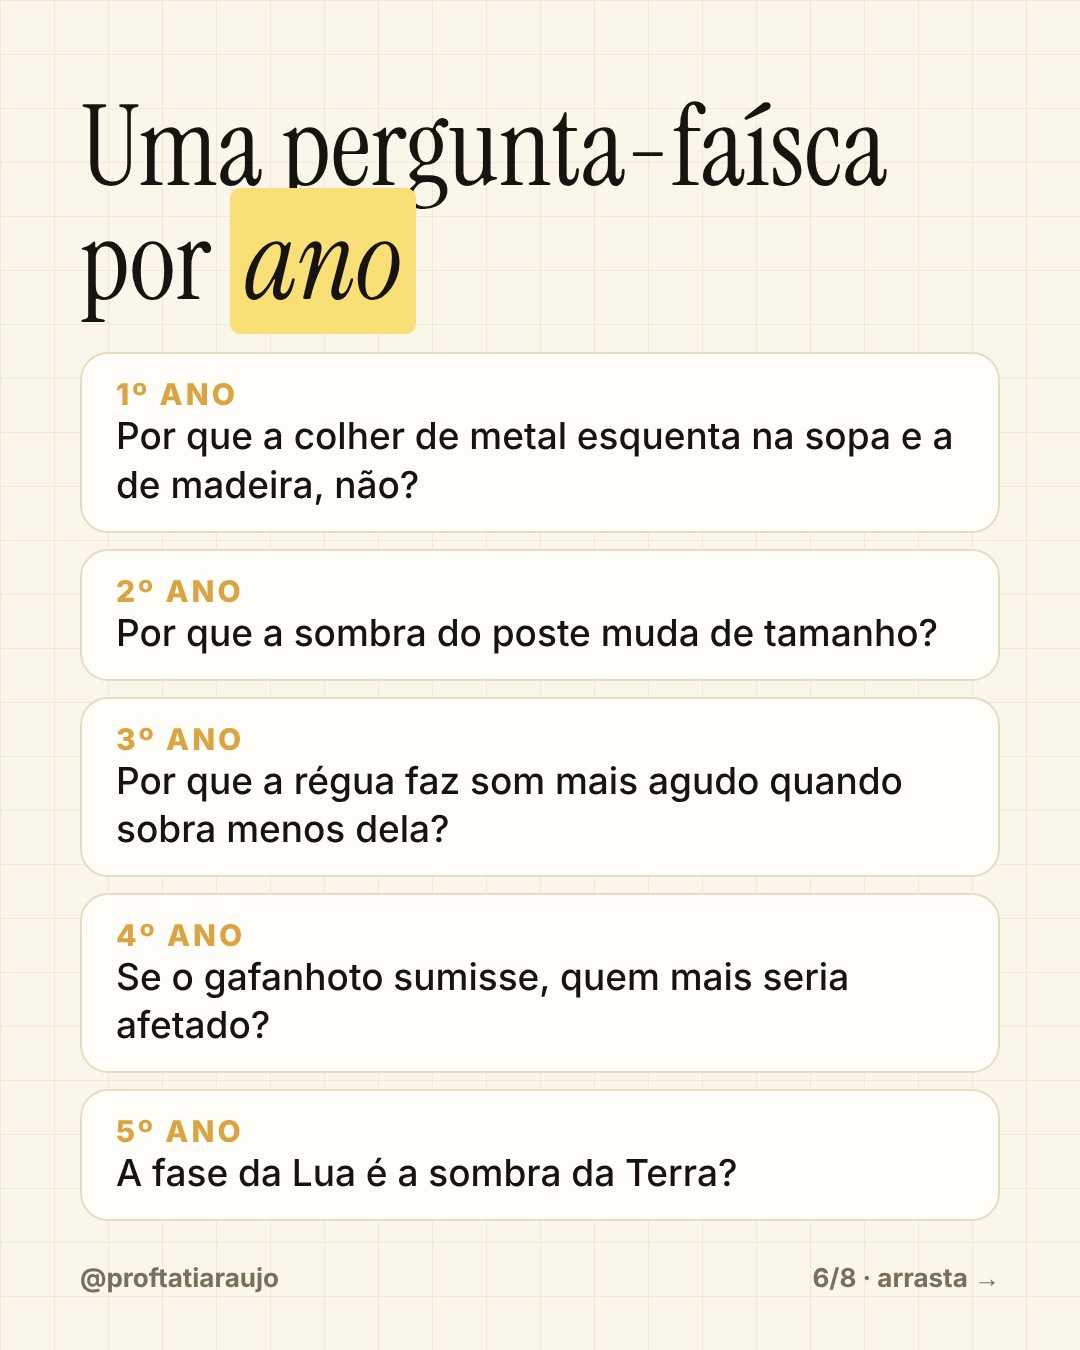 Uma pergunta-faísca
por ano
1º ANO
Por que a colher de metal esquenta na sopa e a
de madeira, não?
2º ANO
Por que a sombra do poste muda de tamanho?
3º ANO
Por que a régua faz som mais agudo quando
sobra menos dela?
4º ANO
Se o gafanhoto sumisse, quem mais seria
afetado?
5º ANO
A fase da Lua é a sombra da Terra?
@proftatiaraujo
6/8 · arrasta →